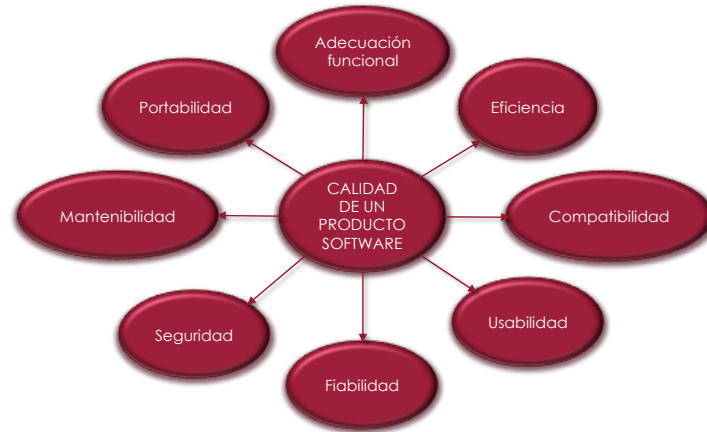 Adecuación
funcional
Portabilidad
Eficiencia
CALIDAD
DE UN
PRODUCTO
SOFTWARE
Mantenibilidad
Compatibilidad
Seguridad
Usabilidad
Fiabilidad